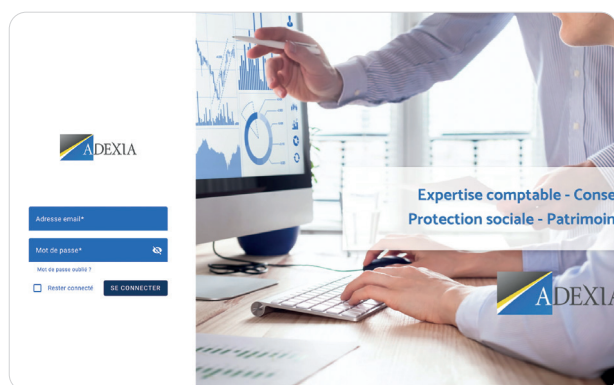 ADEXIA
Adresse email*
Mot de passe*
Mot de passe oublié ?
Rester connecté
SE CONNECTER
Expertise comptable - Conse
Protection sociale - Patrimoin
ADEXIA